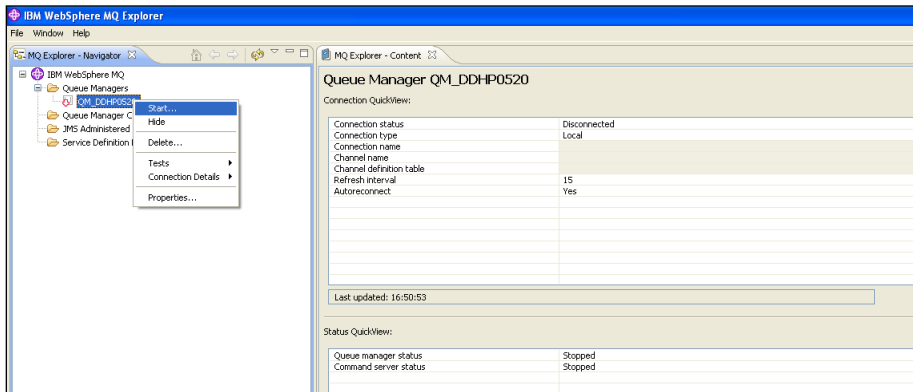 IBM WebSphere MQ Explorer
File Window Help
MQ Explorer - Navigator
IBM WebSphere MQ
Queue Managers
QM_DDHP0520
Queue Manager C
JMS Administered
Service Definition
Start...
Hide
Delete...
Tests
Connection Details
Properties...
MQ Explorer - Content
Queue Manager QM_DDHP0520
Connection QuickView:
Connection status Disconnected
Connection type Local
Connection name
Channel name
Channel definition table
Refresh interval 15
Autoreconnect Yes
Last updated: 16:50:53
Status QuickView:
Queue manager status Stopped
Command server status Stopped